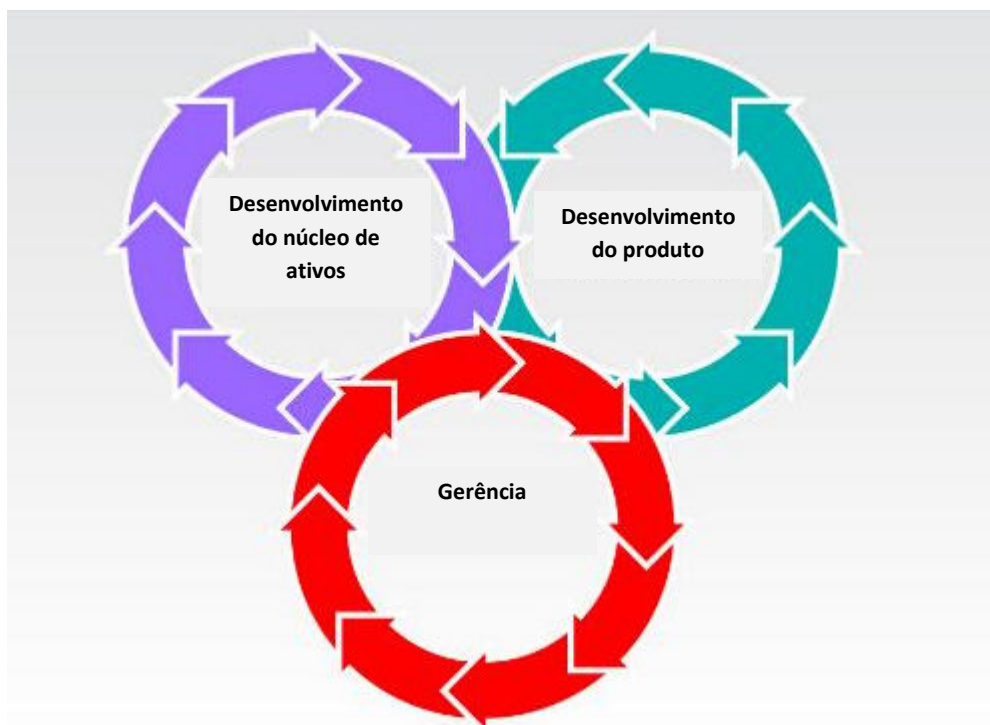 Desenvolvimento
do núcleo de
ativos
Desenvolvimento
do produto
Gerência